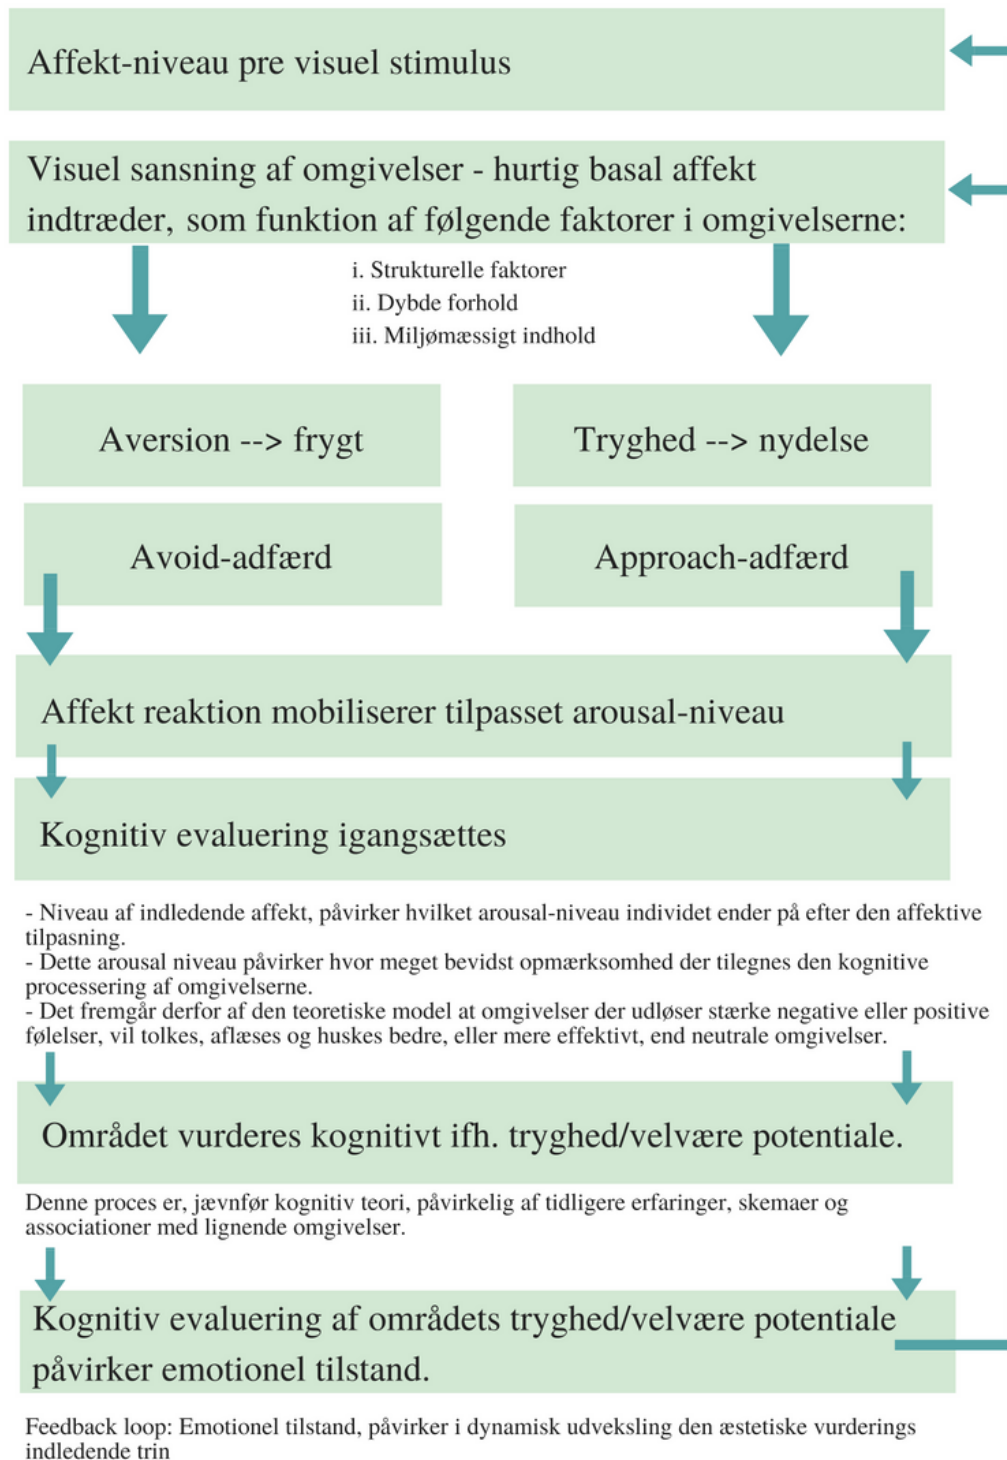 Affekt-niveau pre visuel stimulus
Visuel sansning af omgivelser - hurtig basal affekt
indtræder, som funktion af følgende faktorer i omgivelserne:
i. Strukturelle faktorer
ii. Dybde forhold
iii. Miljømæssigt indhold
Aversion --> frygt
Tryghed --> nydelse
Avoid-adfærd
Approach-adfærd
Affekt reaktion mobiliserer tilpasset arousal-niveau
Kognitiv evaluering igangsættes
- Niveau af indledende affekt, påvirker hvilket arousal-niveau individet ender på efter den affektive
tilpasning.
- Dette arousal niveau påvirker hvor meget bevidst opmærksomhed der tilegnes den kognitive
processering af omgivelserne.
- Det fremgår derfor af den teoretiske model at omgivelser der udløser stærke negative eller positive
følelser, vil tolkes, aflæses og huskes bedre, eller mere effektivt, end neutrale omgivelser.
Området vurderes kognitivt ifh. tryghed/velvære potentiale.
Denne proces er, jævnfør kognitiv teori, påvirkelig af tidligere erfaringer, skemaer og
associationer med lignende omgivelser.
Kognitiv evaluering af områdets tryghed/velvære potentiale
påvirker emotionel tilstand.
Feedback loop: Emotionel tilstand, påvirker i dynamisk udveksling den æstetiske vurderings
indledende trin